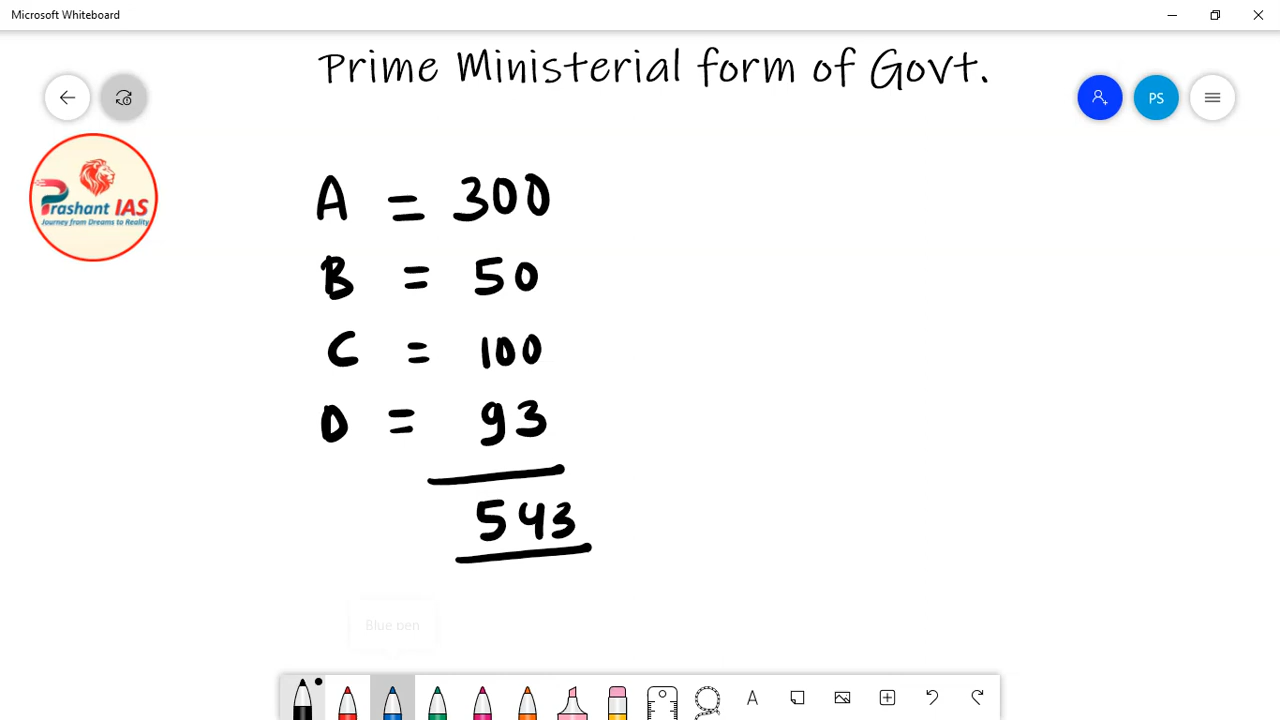 Microsoft Whiteboard
Prime Ministerial form of Govt.
PS
Prashant IAS
Journey from Dreams to Reality
A = 300
B = 50
C = 100
D = 93
543
Blue pen
A